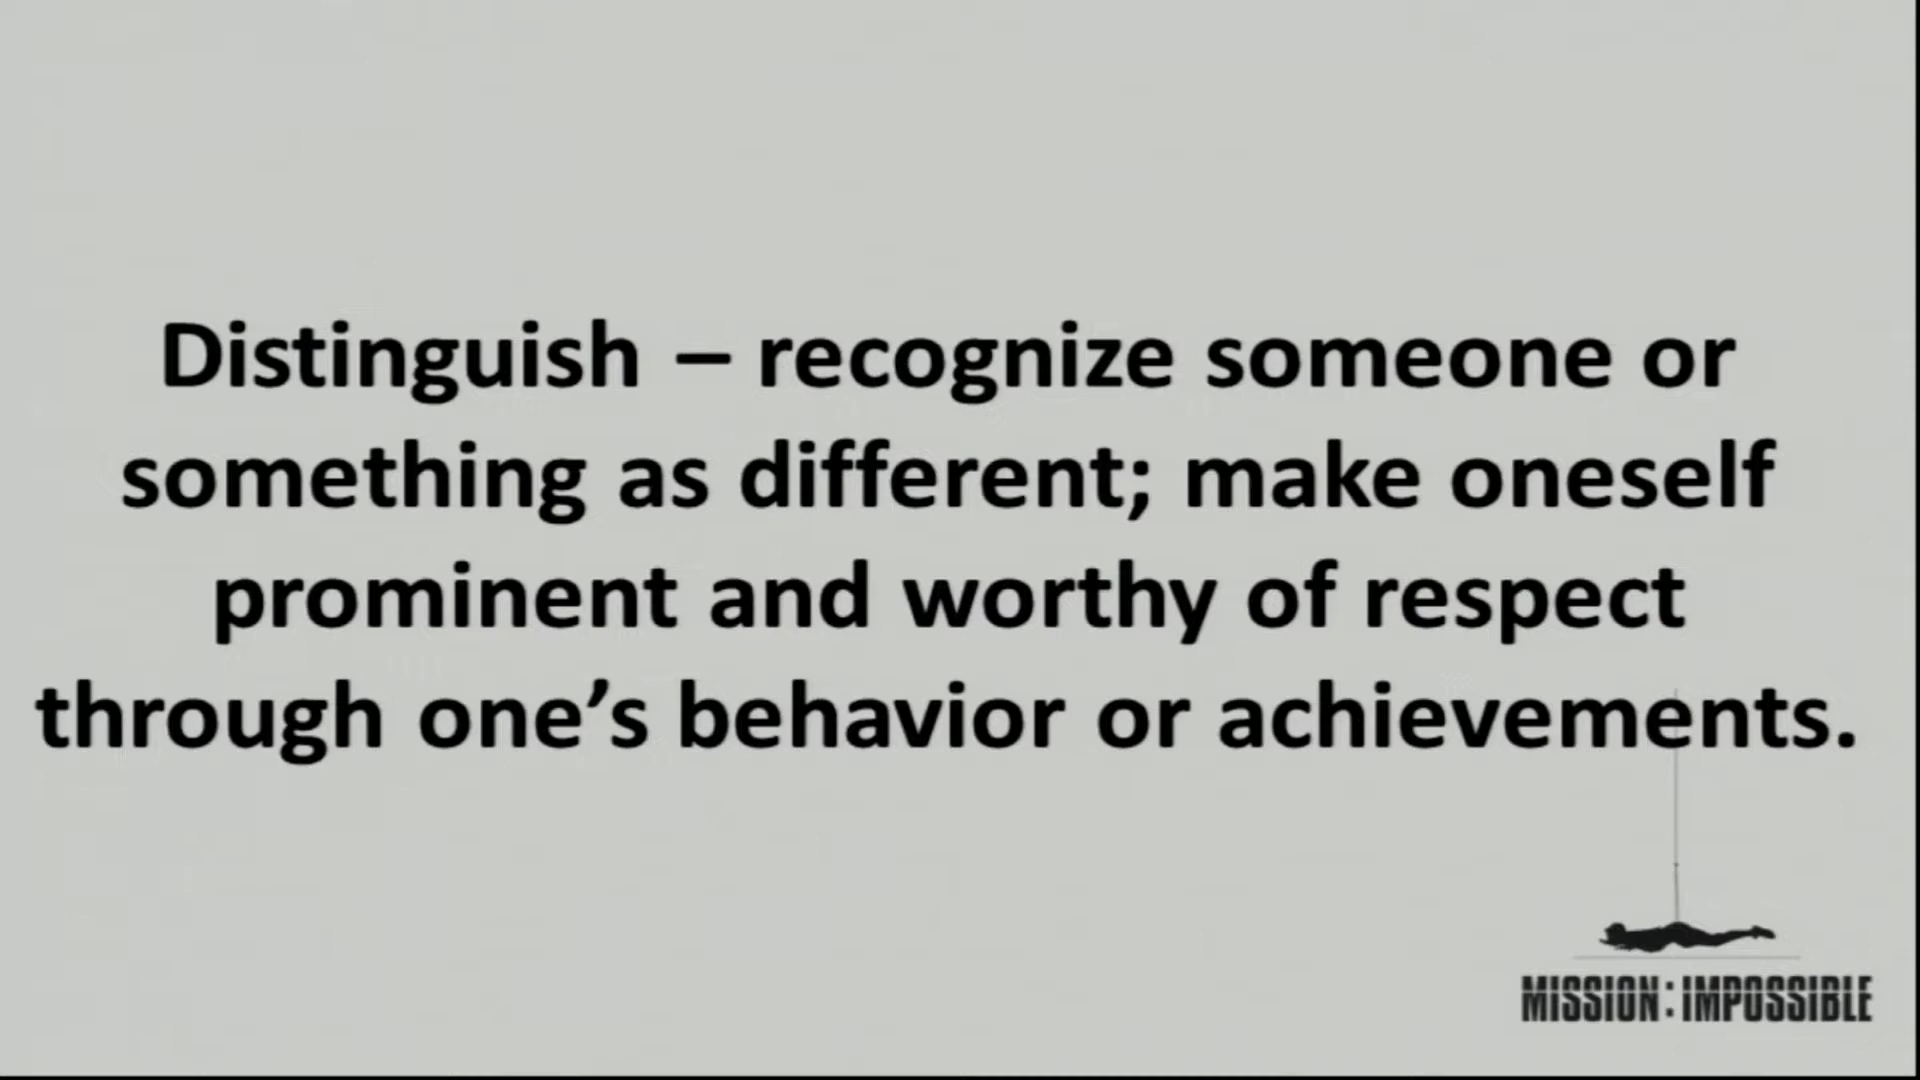 Distinguish – recognize someone or
something as different; make oneself
prominent and worthy of respect
through one’s behavior or achievements.
MISSION:IMPOSSIBLE